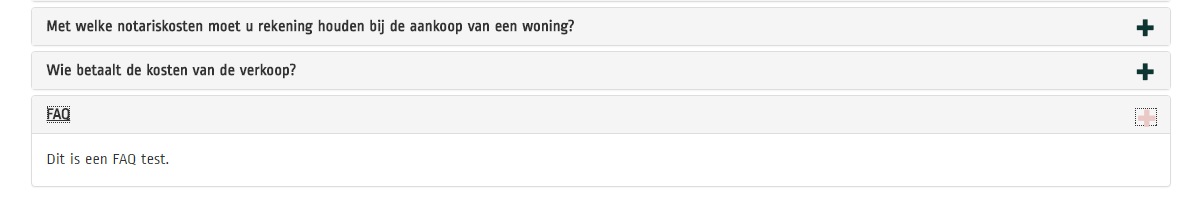 Met welke notariskosten moet u rekening houden bij de aankoop van een woning?
Wie betaalt de kosten van de verkoop?
FAQ
Dit is een FAQ test.